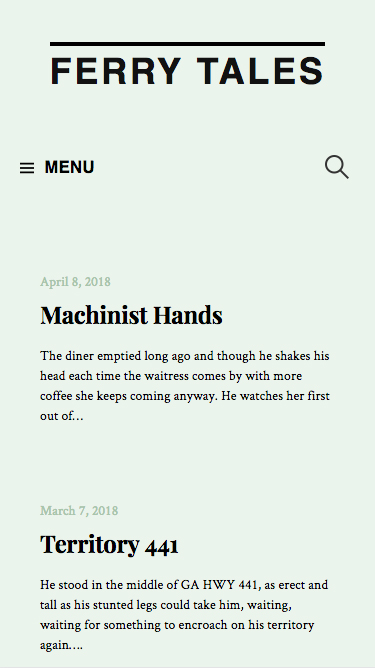 FERRY TALES
MENU
April 8, 2018
Machinist Hands
The diner emptied long ago and though he shakes his
head each time the waitress comes by with more
coffee she keeps coming anyway. He watches her first
out of…
March 7, 2018
Territory 441
He stood in the middle of GA HWY 441, as erect and
tall as his stunted legs could take him, waiting,
waiting for something to encroach on his territory
again.…